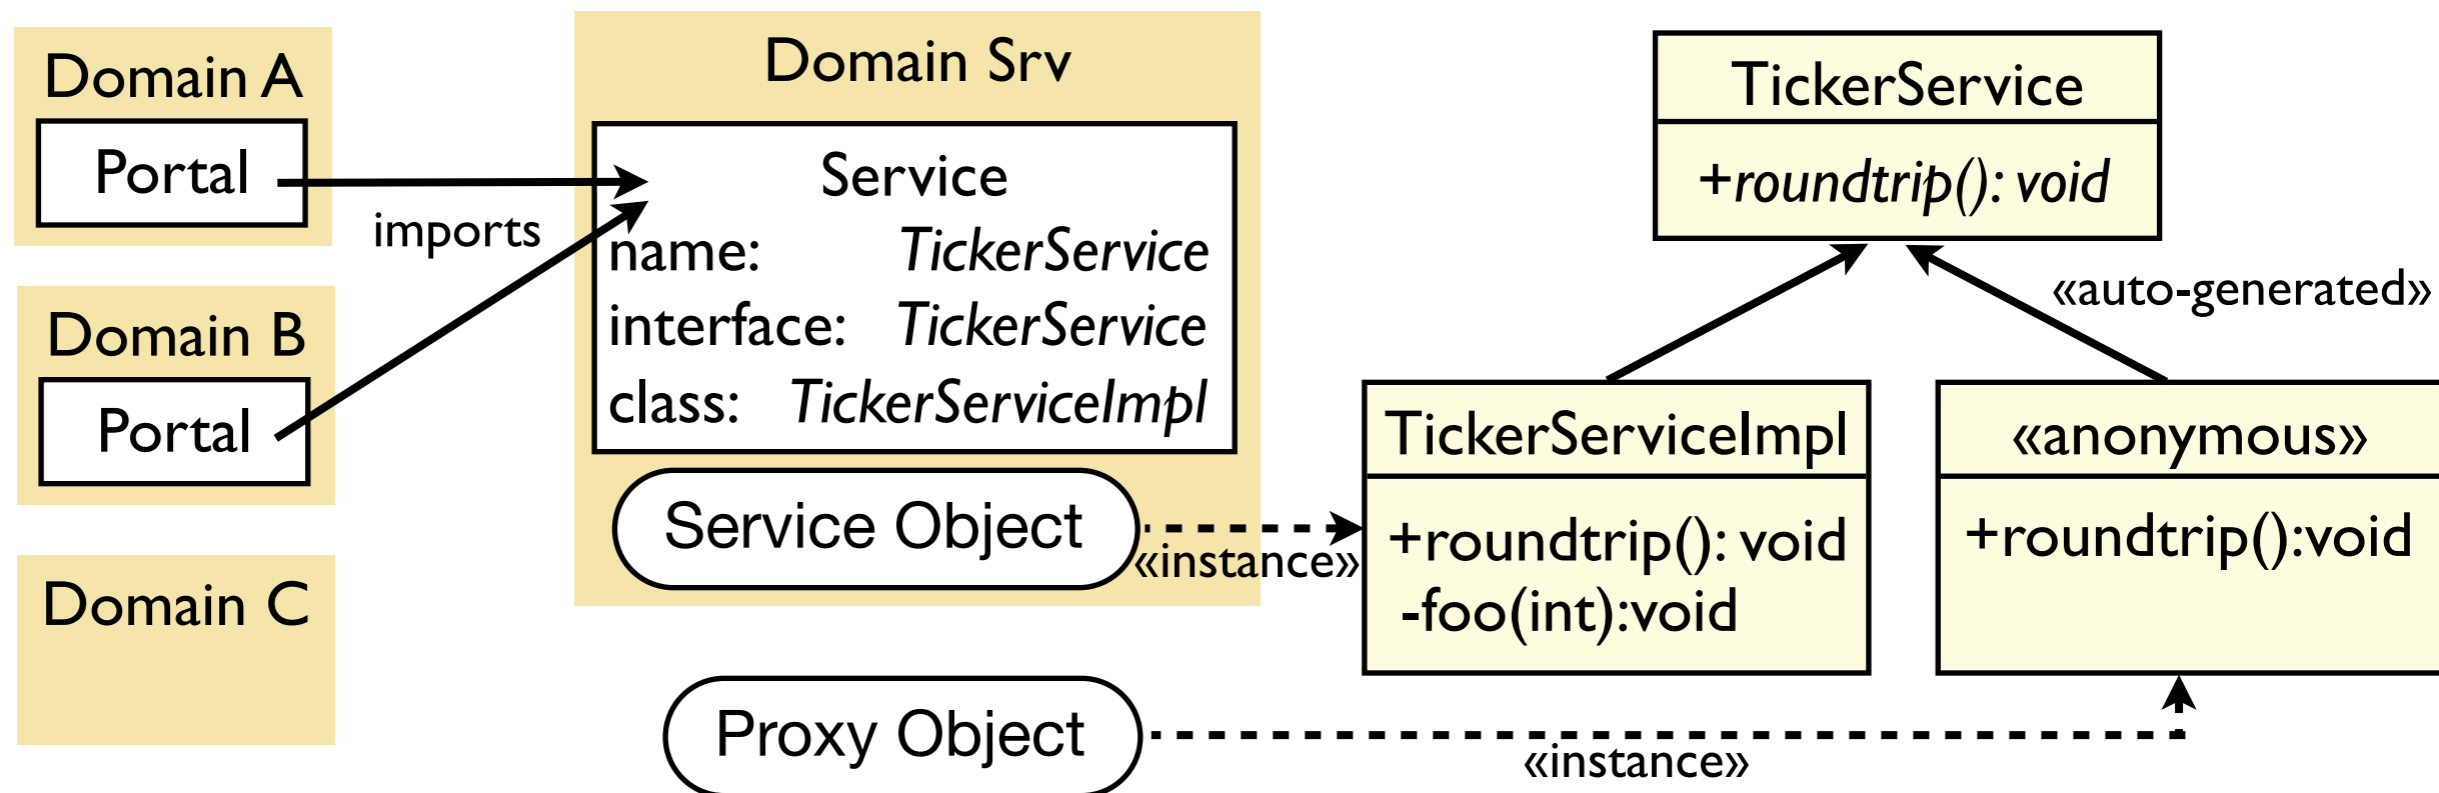 Domain A
Portal
imports
Domain B
Portal
Domain C
Domain Srv
Service
name: TickerService
interface: TickerService
class: TickerServiceImpl
Service Object
«instance»
Proxy Object
«instance»
TickerService
+roundtrip(): void
«auto-generated»
TickerServiceImpl
+roundtrip(): void
-foo(int):void
«anonymous»
+roundtrip():void